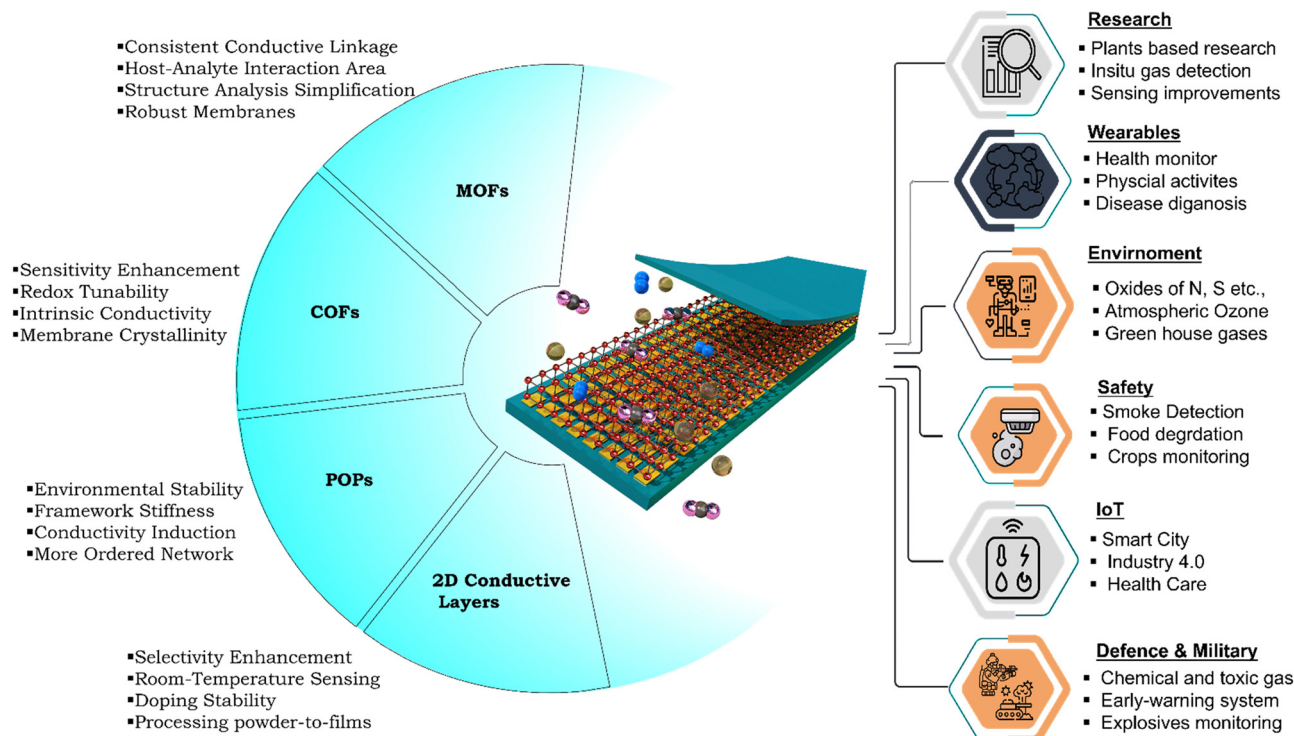 ▪Consistent Conductive Linkage
▪Host-Analyte Interaction Area
▪Structure Analysis Simplification
▪Robust Membranes
MOFs
▪Sensitivity Enhancement
▪Redox Tunability
▪Intrinsic Conductivity
▪Membrane Crystallinity
COFs
▪Environmental Stability
▪Framework Stiffness
▪Conductivity Induction
▪More Ordered Network
POPs
▪Selectivity Enhancement
▪Room-Temperature Sensing
▪Doping Stability
▪Processing powder-to-films
2D Conductive
Layers
Research
▪ Plants based research
▪ Insitu gas detection
▪ Sensing improvements
Wearables
▪ Health monitor
▪ Physcial activites
▪ Disease diganosis
Envirnoment
▪ Oxides of N, S etc.,
▪ Atmospheric Ozone
▪ Green house gases
Safety
▪ Smoke Detection
▪ Food degrdation
▪ Crops monitoring
IoT
▪ Smart City
▪ Industry 4.0
▪ Health Care
Defence & Military
▪ Chemical and toxic gas
▪ Early-warning system
▪ Explosives monitoring